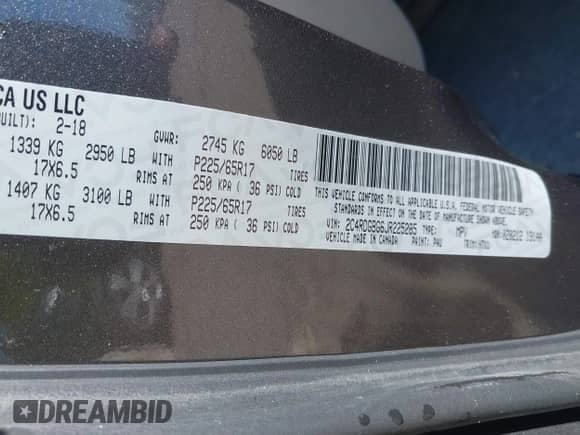 CA US LLC
BUILT): 2-18 GVWR: 2745 KG 6050 LB
1339 KG 2950 LB WITH P225/65R17 TIRES
17X6.5 RIMS AT 250 KPA ( 36 PSI) COLD
1407 KG 3100 LB WITH P225/65R17 TIRES
17X6.5 RIMS AT 250 KPA ( 36 PSI) COLD
THIS VEHICLE CONFORMS TO ALL APPLICABLE U.S.A. FEDERAL MOTOR VEHICLE SAFETY
STANDARDS IN EFFECT ON THE DATE OF MANUFACTURE SHOWN ABOVE
VIN: 2C4RDGBG6JR225285 TYPE: MPV
VEHICLE MADE IN CANADA PAINT: PAU TRIM:
DREAMBID